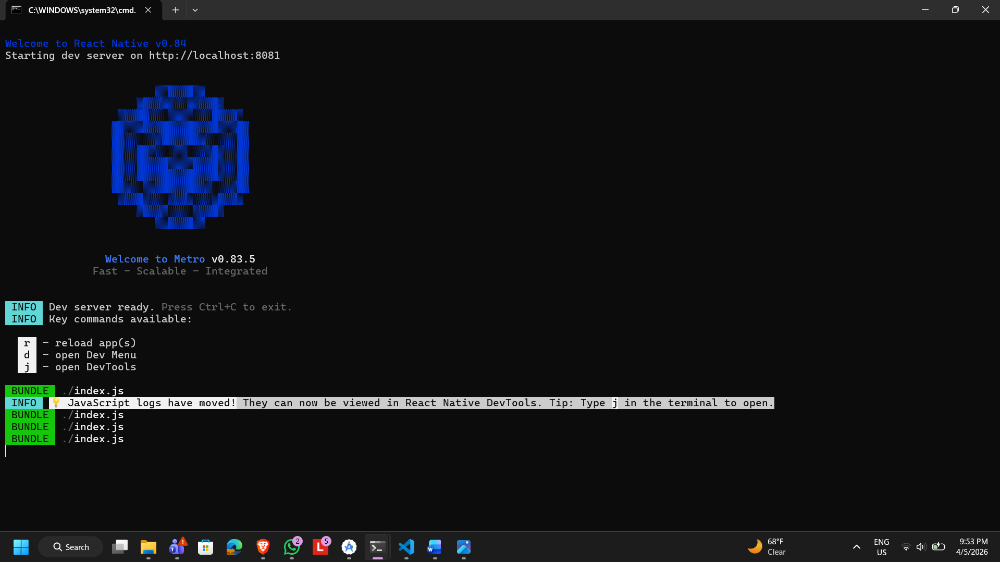 C:\WINDOWS\system32\cmd.
Welcome to React Native v0.84
Starting dev server on http://localhost:8081
Welcome to Metro v0.83.5
Fast - Scalable - Integrated
INFO Dev server ready. Press Ctrl+C to exit.
INFO Key commands available:
r - reload app(s)
d - open Dev Menu
j - open DevTools
BUNDLE ./index.js
INFO 💡 JavaScript logs have moved! They can now be viewed in React Native DevTools. Tip: Type j in the terminal to open.
BUNDLE ./index.js
BUNDLE ./index.js
BUNDLE ./index.js
Search
2
5
68°F
Clear
ENG
US
9:53 PM
4/5/2026